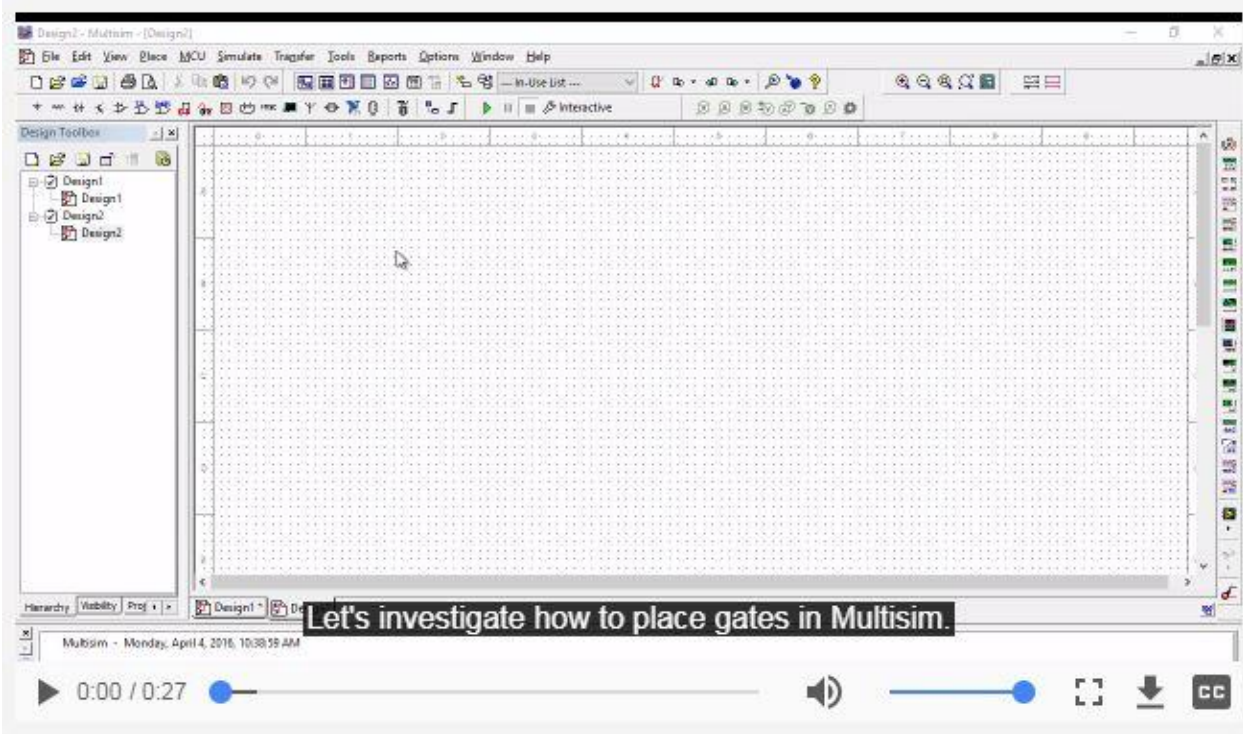 Design2 - Multisim - [Design2]
File Edit View Place MCU Simulate Transfer Tools Reports Options Window Help
--- In-Use List ---
Interactive
Design Toolbox
Design1
Design1
Design2
Design2
Hierarchy Visibility Proj
Design1 *
Let's investigate how to place gates in Multisim.
Multisim - Monday, April 4, 2016, 10:38:59 AM
0:00 / 0:27
CC